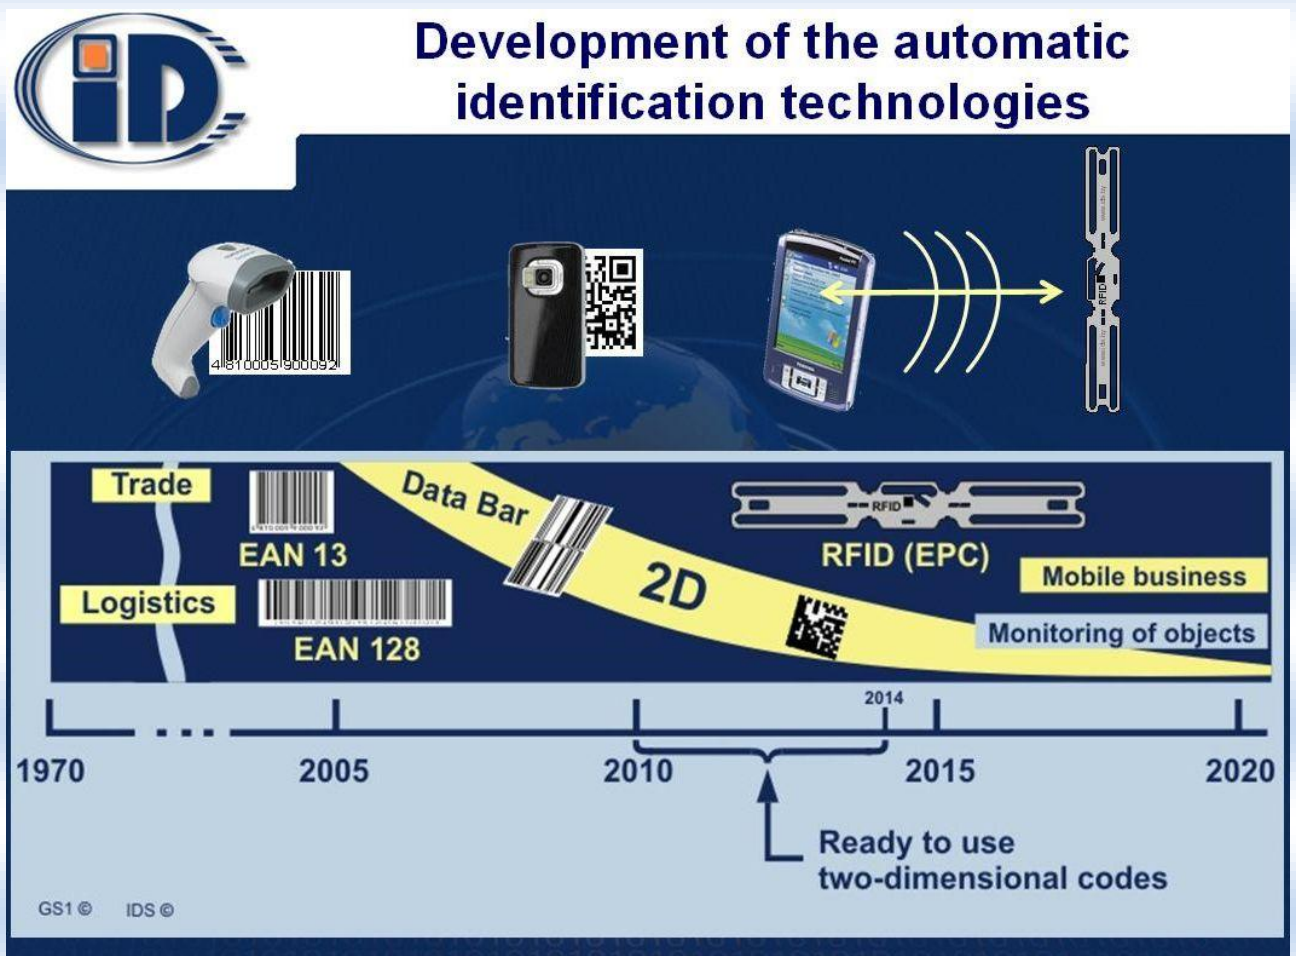 iD
Development of the automatic
identification technologies
4 810005 900092
RFID
Trade
EAN 13
Logistics
EAN 128
Data Bar
2D
RFID
RFID (EPC)
Mobile business
Monitoring of objects
2014
1970
...
2005
2010
2015
2020
Ready to use
two-dimensional codes
GS1 © IDS ©